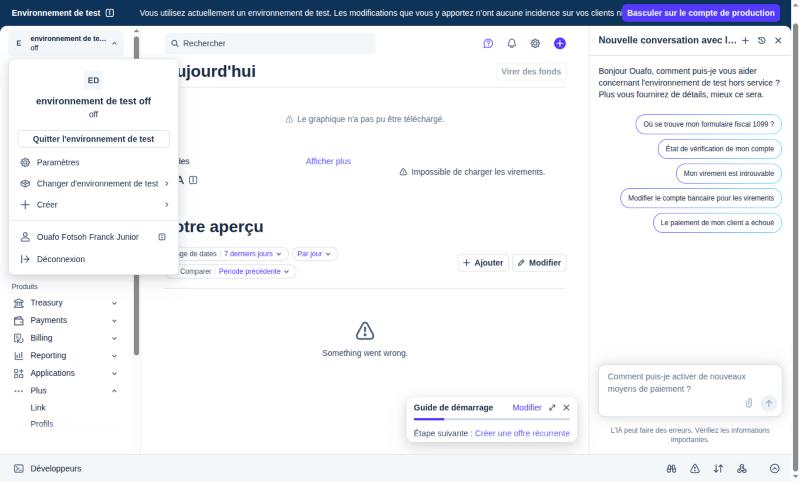 Environnement de test
Vous utilisez actuellement un environnement de test. Les modifications que vous y apportez n'ont aucune incidence sur vos clients
Basculer sur le compte de production
E
environnement de te...
off
Rechercher
ED
environnement de test off
off
Quitter l'environnement de test
Paramètres
Changer d'environnement de test
Créer
Ouafo Fotsoh Franck Junior
Déconnexion
Produits
Treasury
Payments
Billing
Reporting
Applications
Plus
Link
Profils
Développeurs
ujourd'hui
Virer des fonds
Le graphique n'a pas pu être téléchargé.
les
Afficher plus
Impossible de charger les virements.
otre aperçu
ge de dates
7 derniers jours
Par jour
Comparer
Période précédente
Ajouter
Modifier
Something went wrong.
Guide de démarrage
Modifier
Étape suivante : Créer une offre récurrente
Nouvelle conversation avec l'...
Bonjour Ouafo, comment puis-je vous aider
concernant l'environnement de test hors service ?
Plus vous fournirez de détails, mieux ce sera.
Où se trouve mon formulaire fiscal 1099 ?
État de vérification de mon compte
Mon virement est introuvable
Modifier le compte bancaire pour les virements
Le paiement de mon client a échoué
Comment puis-je activer de nouveaux
moyens de paiement ?
L'IA peut faire des erreurs. Vérifiez les informations
importantes.